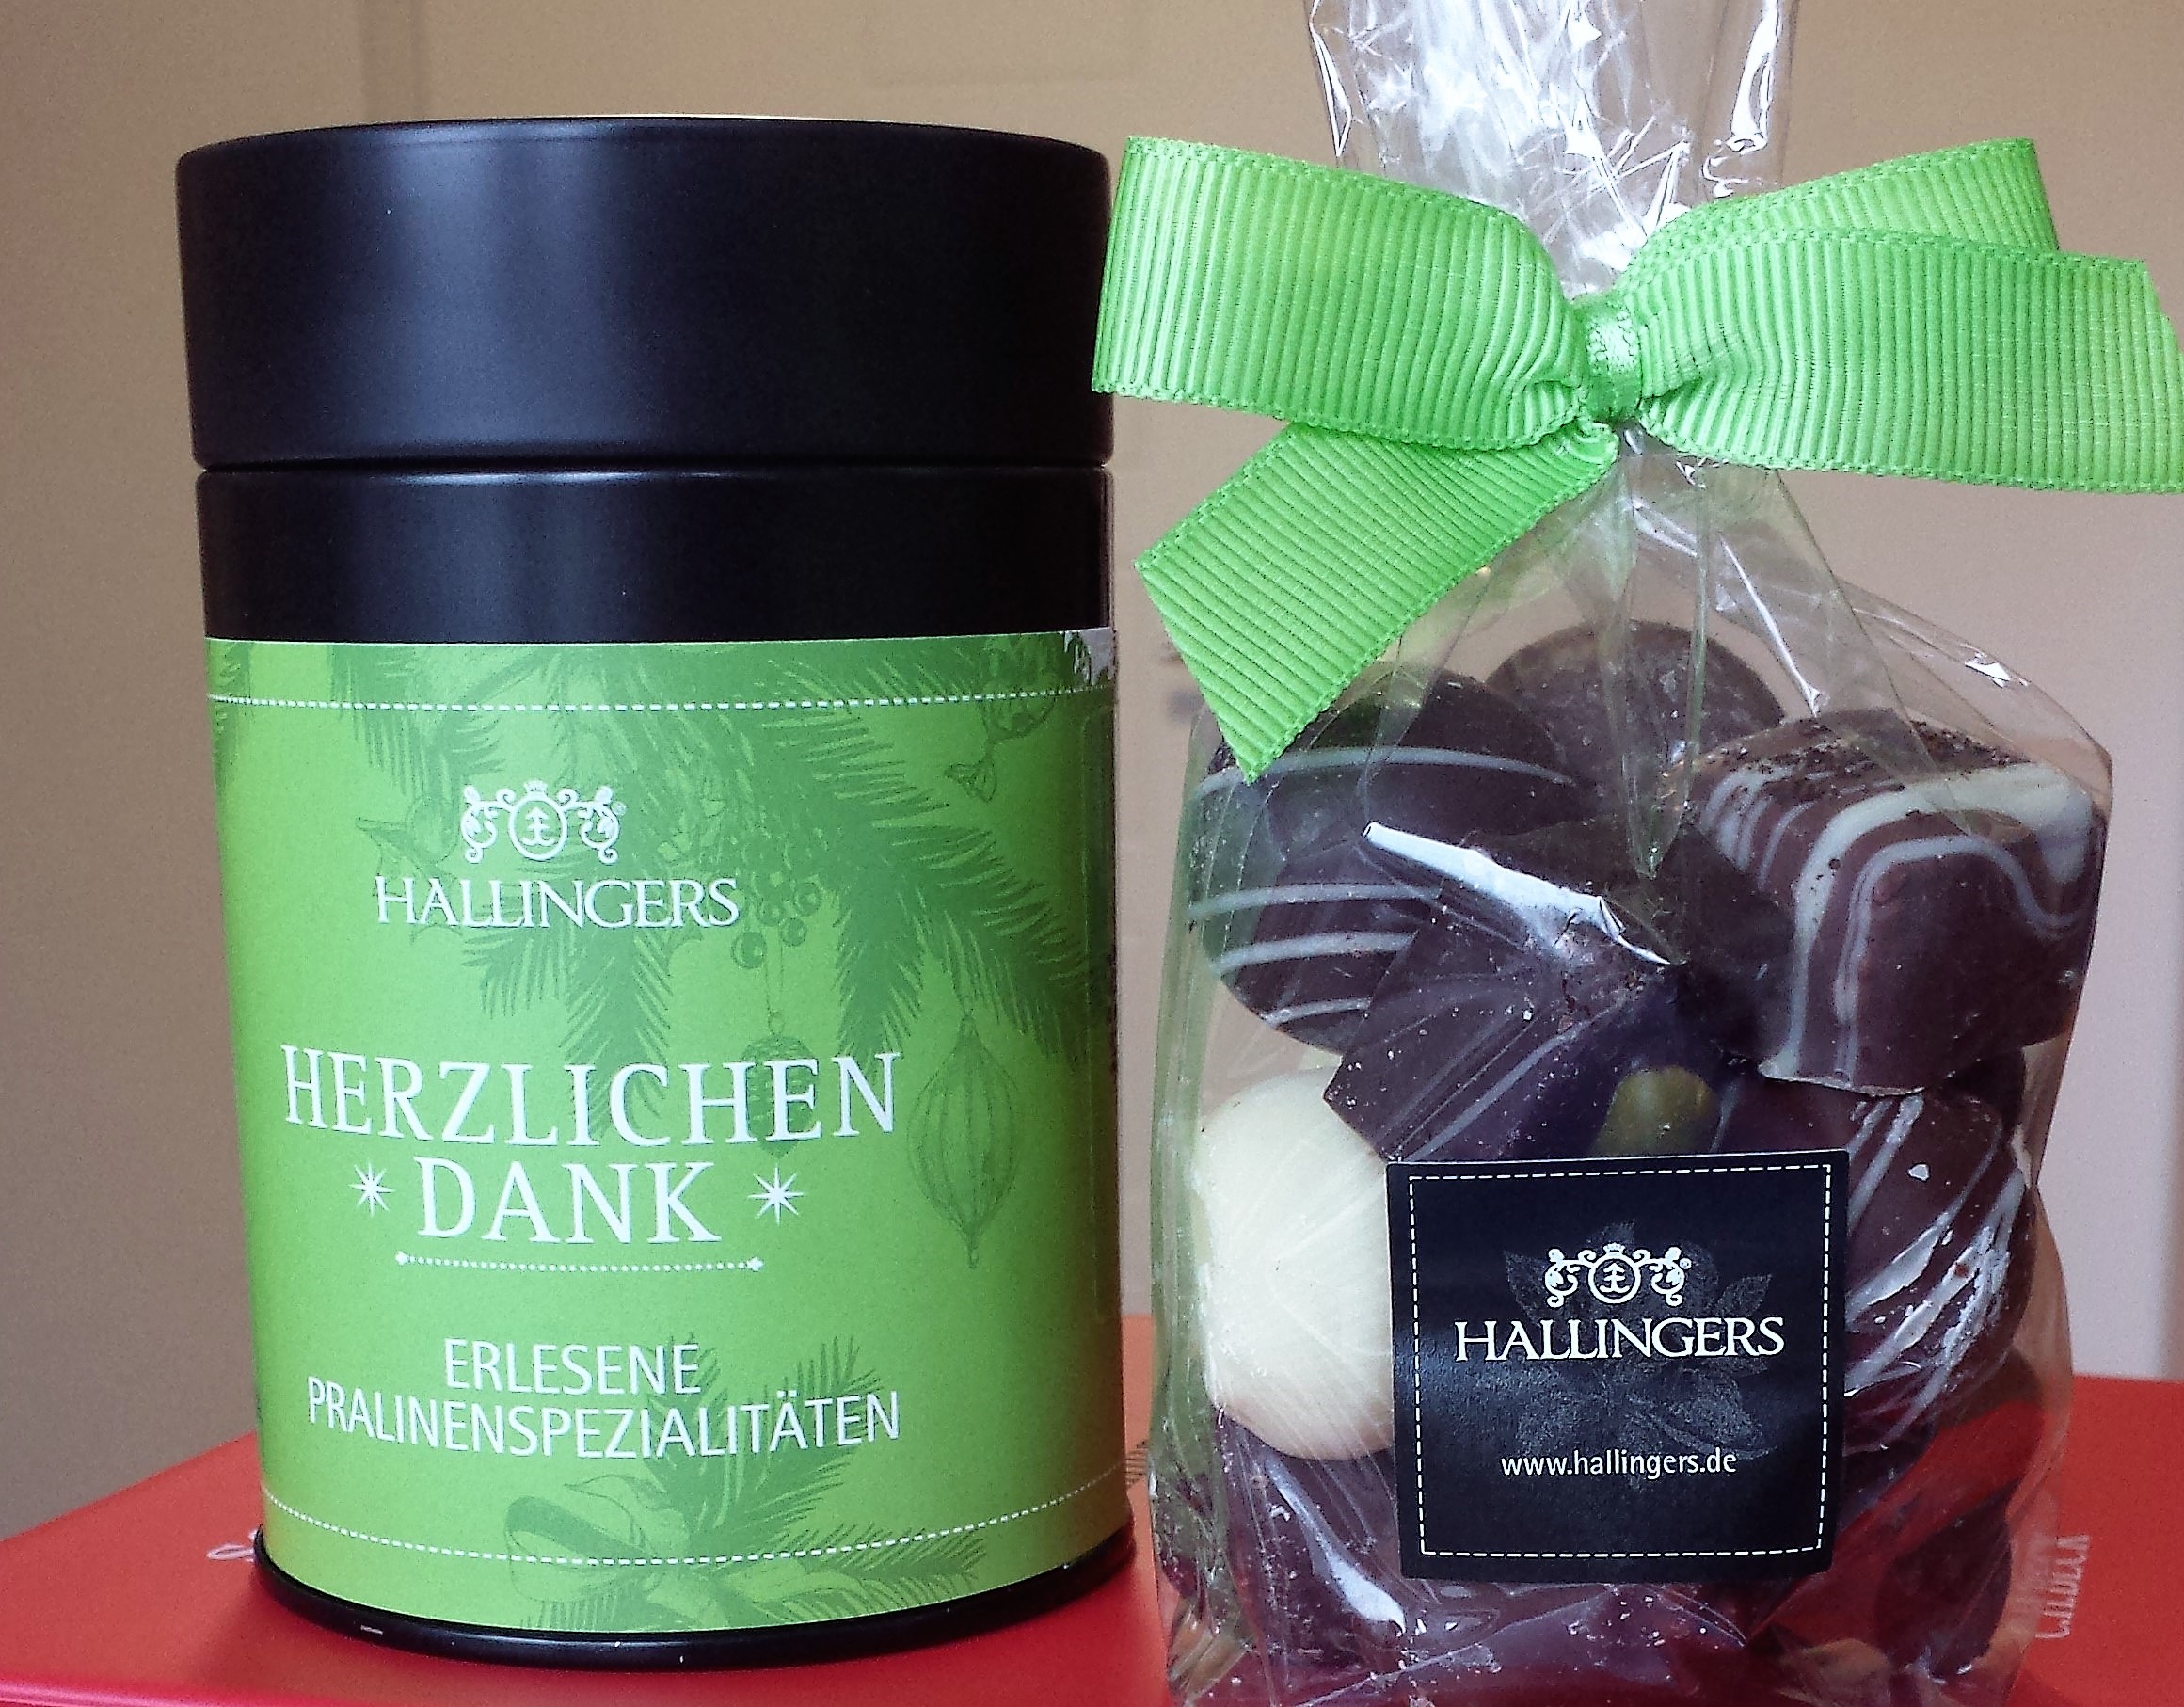 HALLINGERS
HERZLICHEN
DANK
ERLESENE
PRALINENSPEZIALITÄTEN
HALLINGERS
www.hallingers.de